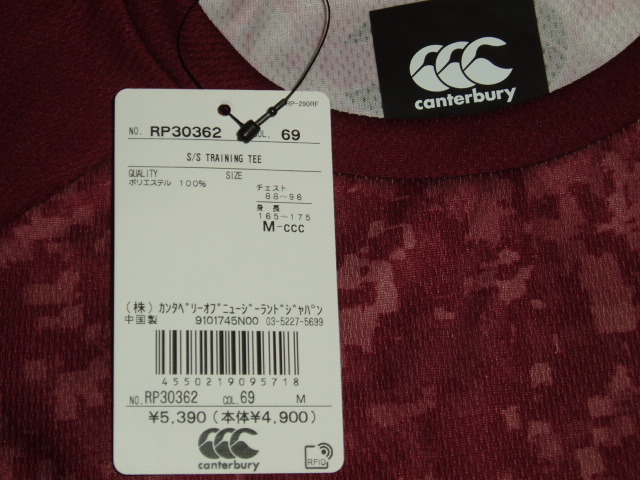 canterbury
RP-290RF
NO. RP30362 COL. 69
S/S TRAINING TEE
QUALITY SIZE
ポリエステル 100%
チェスト
88〜96
身 長
165〜175
M-ccc
(株) カンタベリーオブニュージーランドジャパン
中国製 9101745N00 03-5227-5699
4550219095718
NO. RP30362 COL. 69 M
¥5,390 (本体¥4,900)
canterbury
RFID